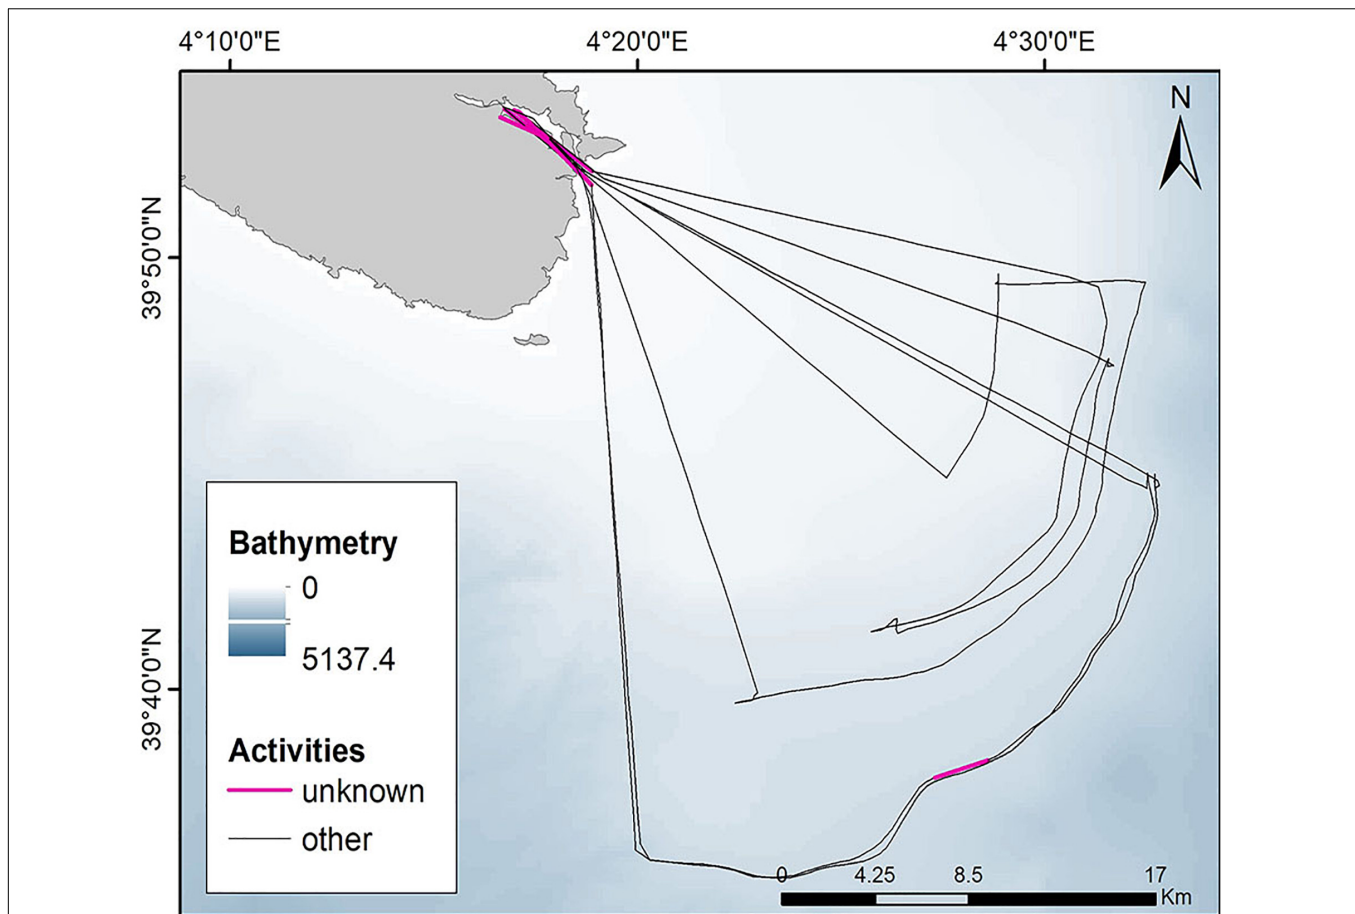 4°10'0"E 4°20'0"E 4°30'0"E
N
39°50'0"N
39°40'0"N
Bathymetry
0
5137.4
Activities
unknown
other
0 4.25 8.5 17
Km